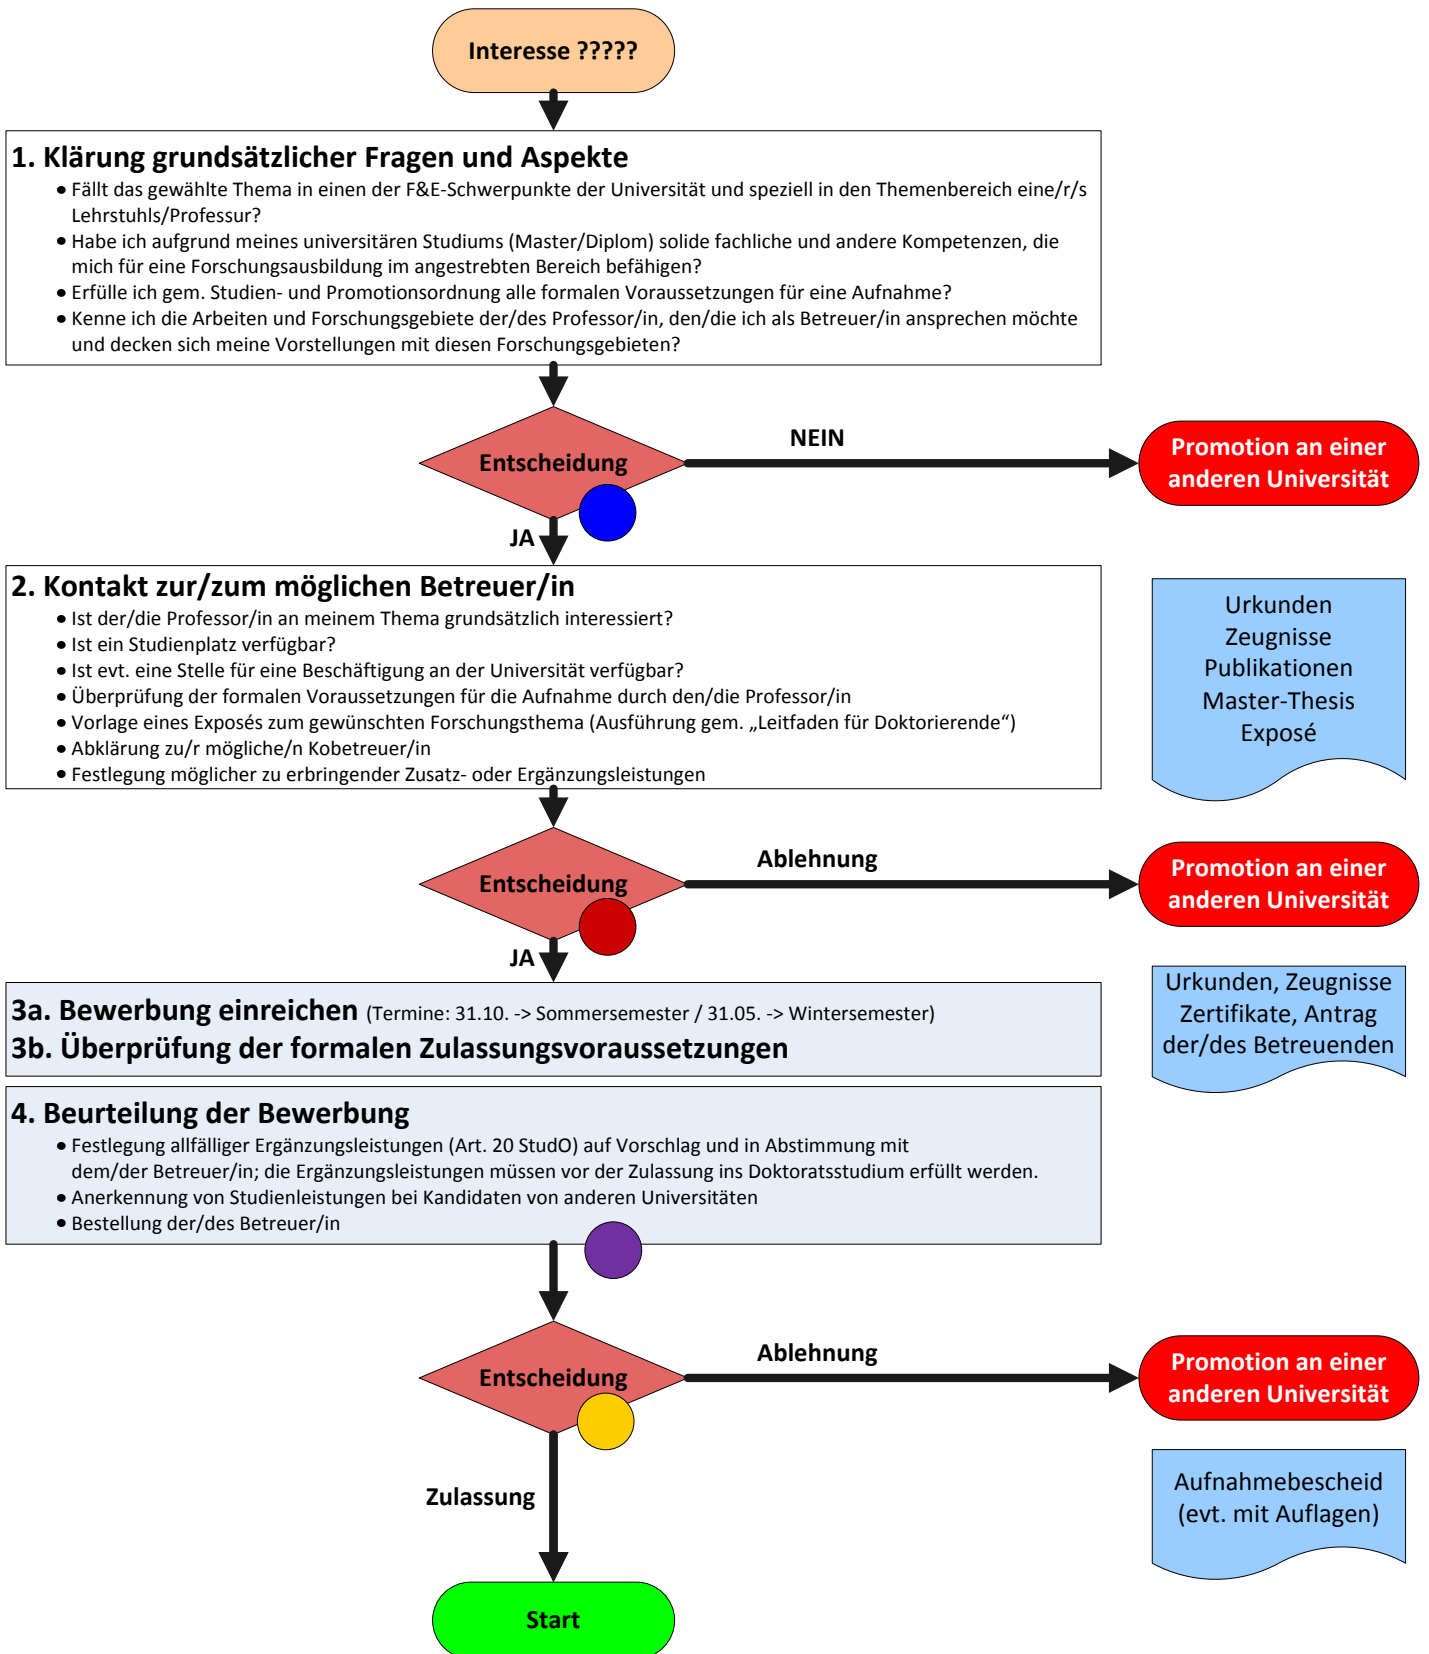 Interesse ?????
1. Klärung grundsätzlicher Fragen und Aspekte
• Fällt das gewählte Thema in einen der F&E-Schwerpunkte der Universität und speziell in den Themenbereich eine/r/s
Lehrstuhls/Professur?
• Habe ich aufgrund meines universitären Studiums (Master/Diplom) solide fachliche und andere Kompetenzen, die
mich für eine Forschungsausbildung im angestrebten Bereich befähigen?
• Erfülle ich gem. Studien- und Promotionsordnung alle formalen Voraussetzungen für eine Aufnahme?
• Kenne ich die Arbeiten und Forschungsgebiete der/des Professor/in, den/die ich als Betreuer/in ansprechen möchte
und decken sich meine Vorstellungen mit diesen Forschungsgebieten?
Entscheidung
NEIN
Promotion an einer
anderen Universität
JA
2. Kontakt zur/zum möglichen Betreuer/in
• Ist der/die Professor/in an meinem Thema grundsätzlich interessiert?
• Ist ein Studienplatz verfügbar?
• Ist evt. eine Stelle für eine Beschäftigung an der Universität verfügbar?
• Überprüfung der formalen Voraussetzungen für die Aufnahme durch den/die Professor/in
• Vorlage eines Exposés zum gewünschten Forschungsthema (Ausführung gem. „Leitfaden für Doktorierende“)
• Abklärung zu/r mögliche/n Kobetreuer/in
• Festlegung möglicher zu erbringender Zusatz- oder Ergänzungsleistungen
Urkunden
Zeugnisse
Publikationen
Master-Thesis
Exposé
Entscheidung
Ablehnung
Promotion an einer
anderen Universität
JA
3a. Bewerbung einreichen (Termine: 31.10. -> Sommersemester / 31.05. -> Wintersemester)
3b. Überprüfung der formalen Zulassungsvoraussetzungen
Urkunden, Zeugnisse
Zertifikate, Antrag
der/des Betreuenden
4. Beurteilung der Bewerbung
• Festlegung allfälliger Ergänzungsleistungen (Art. 20 StudO) auf Vorschlag und in Abstimmung mit
dem/der Betreuer/in; die Ergänzungsleistungen müssen vor der Zulassung ins Doktoratsstudium erfüllt werden.
• Anerkennung von Studienleistungen bei Kandidaten von anderen Universitäten
• Bestellung der/des Betreuer/in
Entscheidung
Ablehnung
Promotion an einer
anderen Universität
Zulassung
Aufnahmebescheid
(evt. mit Auflagen)
Start